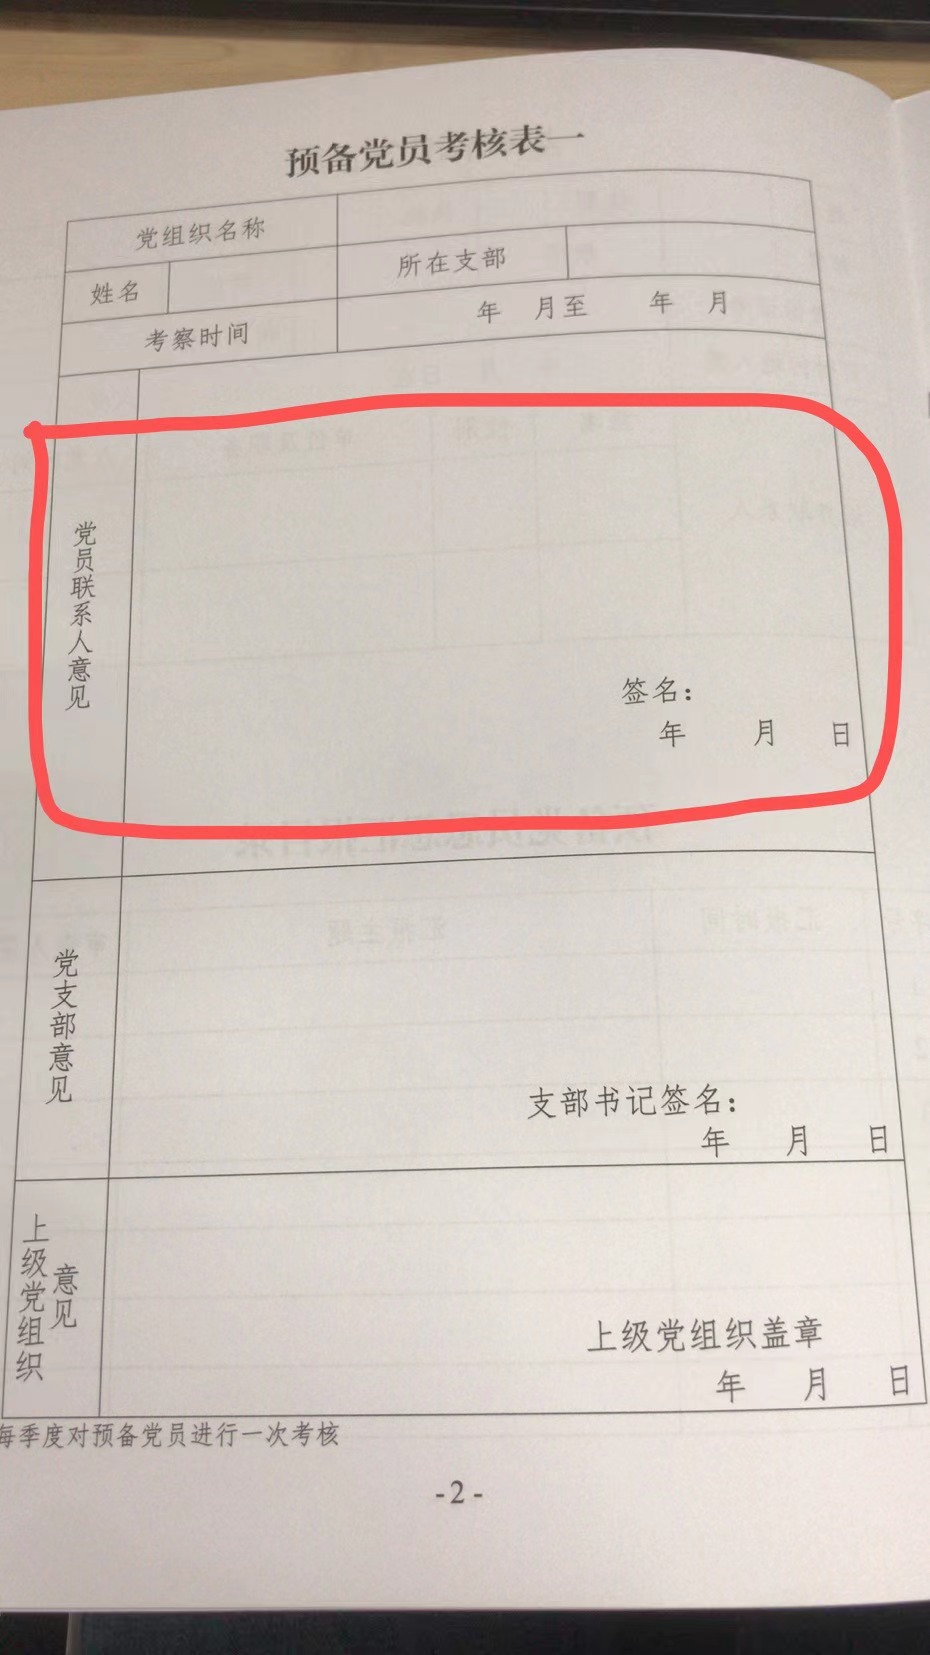 预备党员考核表一
党组织名称
姓名 所在支部
考察时间 年 月至 年 月
党员联系人意见
签名：
年 月 日
党支部意见
支部书记签名：
年 月 日
上级党组织意见
上级党组织盖章
年 月 日
每季度对预备党员进行一次考核
-2-